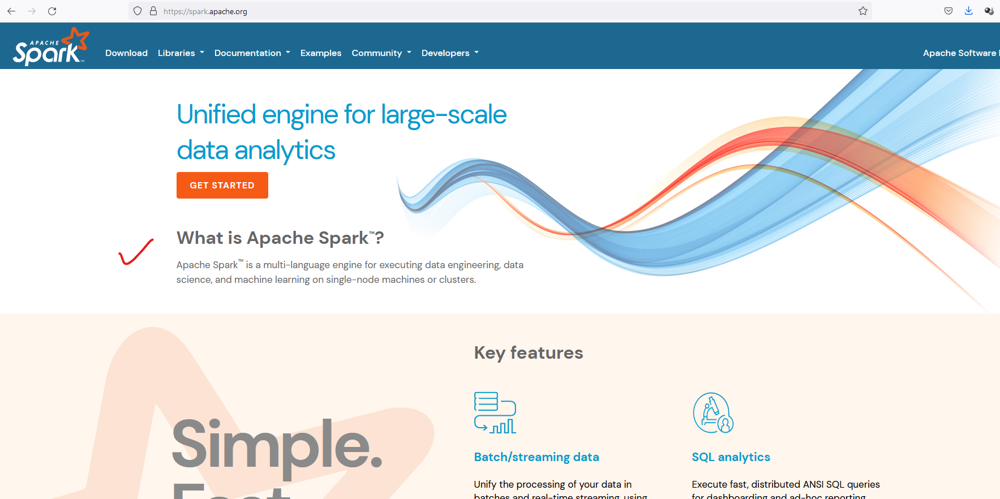 https://spark.apache.org
APACHE
Spark™
Download Libraries Documentation Examples Community Developers Apache Software
Unified engine for large-scale
data analytics
GET STARTED
What is Apache Spark™?
Apache Spark™ is a multi-language engine for executing data engineering, data
science, and machine learning on single-node machines or clusters.
Simple.
Fast
Key features
Batch/streaming data
Unify the processing of your data in
batches and real-time streaming, using
SQL analytics
Execute fast, distributed ANSI SQL queries
for dashboarding and ad-hoc reporting